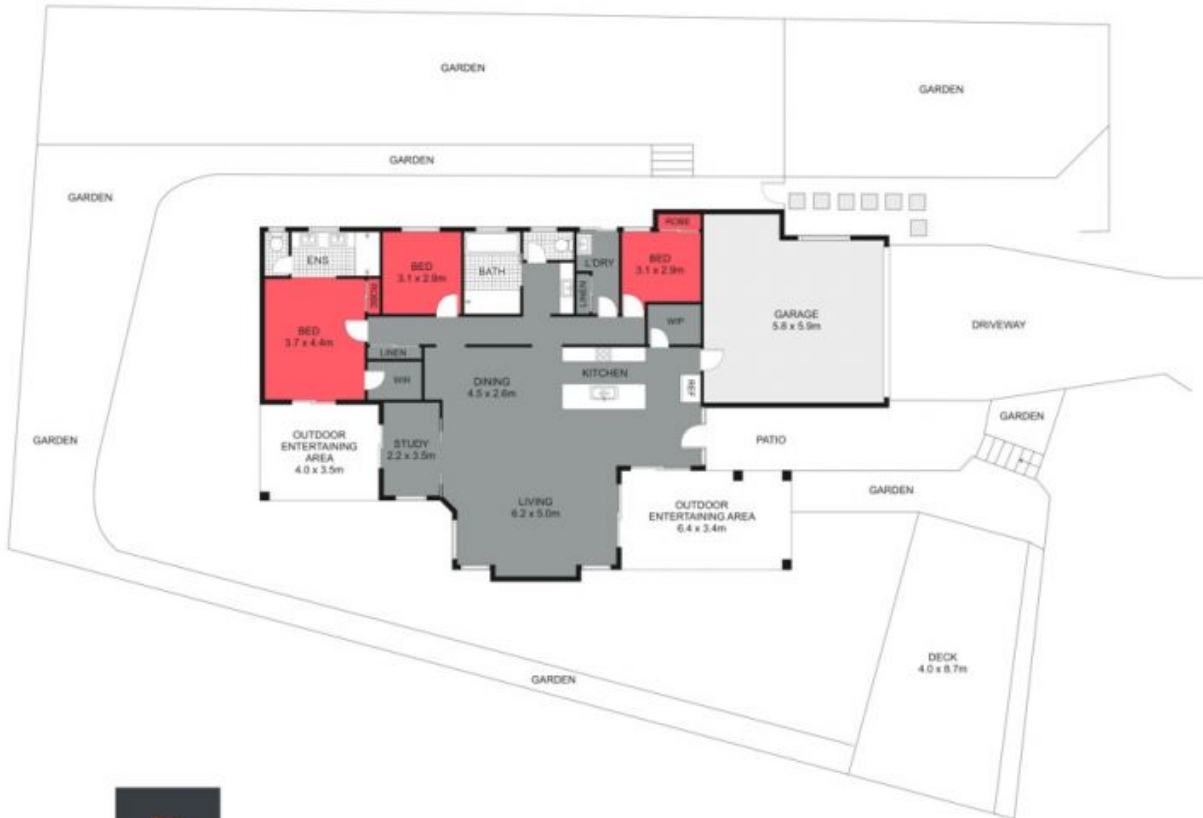 GARDEN
GARDEN
GARDEN
GARDEN
ROBE
ENS
BED
3.1 x 2.9m
BATH
L'DRY
BED
3.1 x 2.9m
LINEN
ROBE
GARAGE
5.8 x 5.9m
DRIVEWAY
BED
3.7 x 4.4m
WIP
LINEN
KITCHEN
DINING
4.5 x 2.6m
WIR
REF
GARDEN
GARDEN
OUTDOOR
ENTERTAINING
AREA
4.0 x 3.5m
STUDY
2.2 x 3.5m
PATIO
GARDEN
LIVING
6.2 x 5.0m
OUTDOOR
ENTERTAINING AREA
6.4 x 3.4m
DECK
4.0 x 8.7m
GARDEN